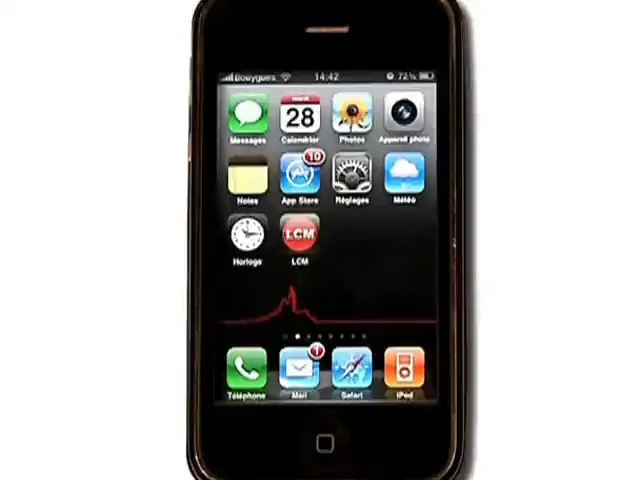 Bouygues 14:42 72%
28
Messages Calendrier Photos Appareil photo
10
Notes App Store Réglages Météo
LCM
Horloge LCM
1
Téléphone Mail Safari iPod